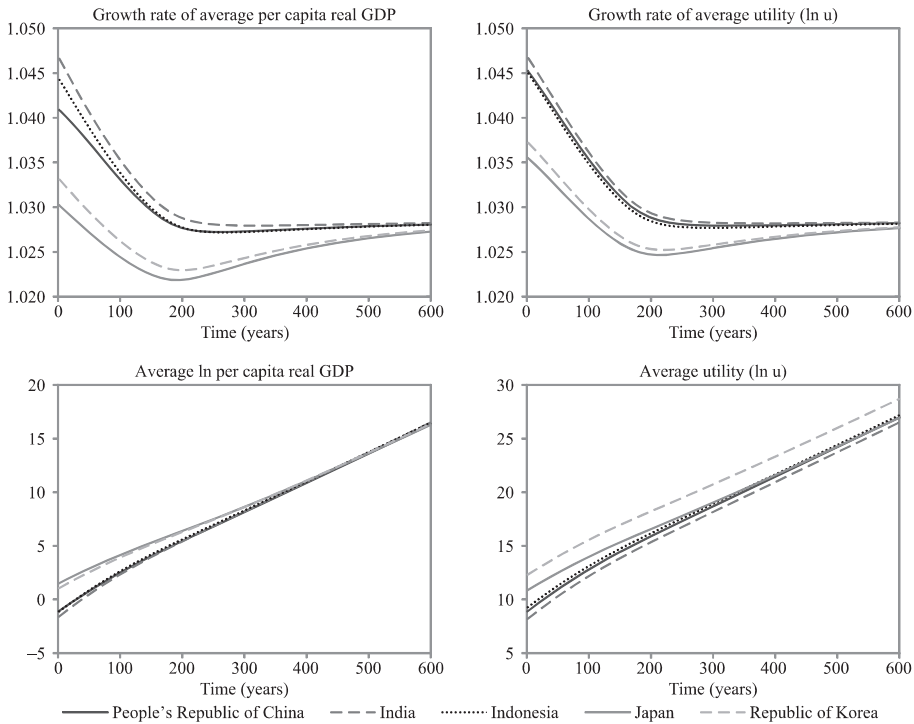 Growth rate of average per capita real GDP
1.050
1.045
1.040
1.035
1.030
1.025
1.020
0 100 200 300 400 500 600
Time (years)
Growth rate of average utility (ln u)
1.050
1.045
1.040
1.035
1.030
1.025
1.020
0 100 200 300 400 500 600
Time (years)
Average ln per capita real GDP
20
15
10
5
0
–5
0 100 200 300 400 500 600
Time (years)
Average utility (ln u)
30
25
20
15
10
5
0 100 200 300 400 500 600
Time (years)
People's Republic of China India Indonesia Japan Republic of Korea